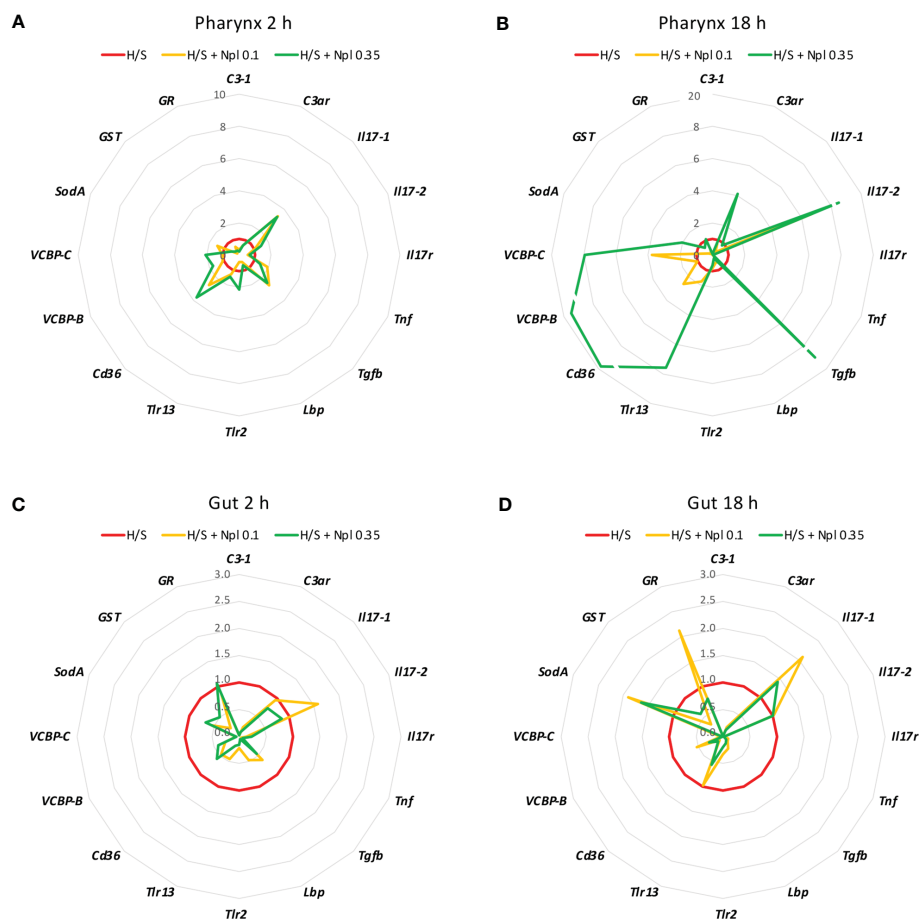 A
Pharynx 2 h
H/S H/S + Npl 0.1 H/S + Npl 0.35
C3-1
GR
C3ar
10
GST
Il17-1
8
6
SodA
Il17-2
4
2
VCBP-C
0
Il17r
VCBP-B
Tnf
Cd36
Tgfb
Tlr13
Lbp
Tlr2
B
Pharynx 18 h
H/S H/S + Npl 0.1 H/S + Npl 0.35
C3-1
GR
C3ar
20
GST
Il17-1
8
6
SodA
Il17-2
4
2
VCBP-C
0
Il17r
VCBP-B
Tnf
Cd36
Tgfb
Tlr13
Lbp
Tlr2
C
Gut 2 h
H/S H/S + Npl 0.1 H/S + Npl 0.35
C3-1
GR
C3ar
3.0
GST
Il17-1
2.5
2.0
SodA
Il17-2
1.5
1.0
0.5
VCBP-C
0.0
Il17r
VCBP-B
Tnf
Cd36
Tgfb
Tlr13
Lbp
Tlr2
D
Gut 18 h
H/S H/S + Npl 0.1 H/S + Npl 0.35
C3-1
GR
C3ar
3.0
GST
Il17-1
2.5
2.0
SodA
Il17-2
1.5
1.0
0.5
VCBP-C
0.0
Il17r
VCBP-B
Tnf
Cd36
Tgfb
Tlr13
Lbp
Tlr2